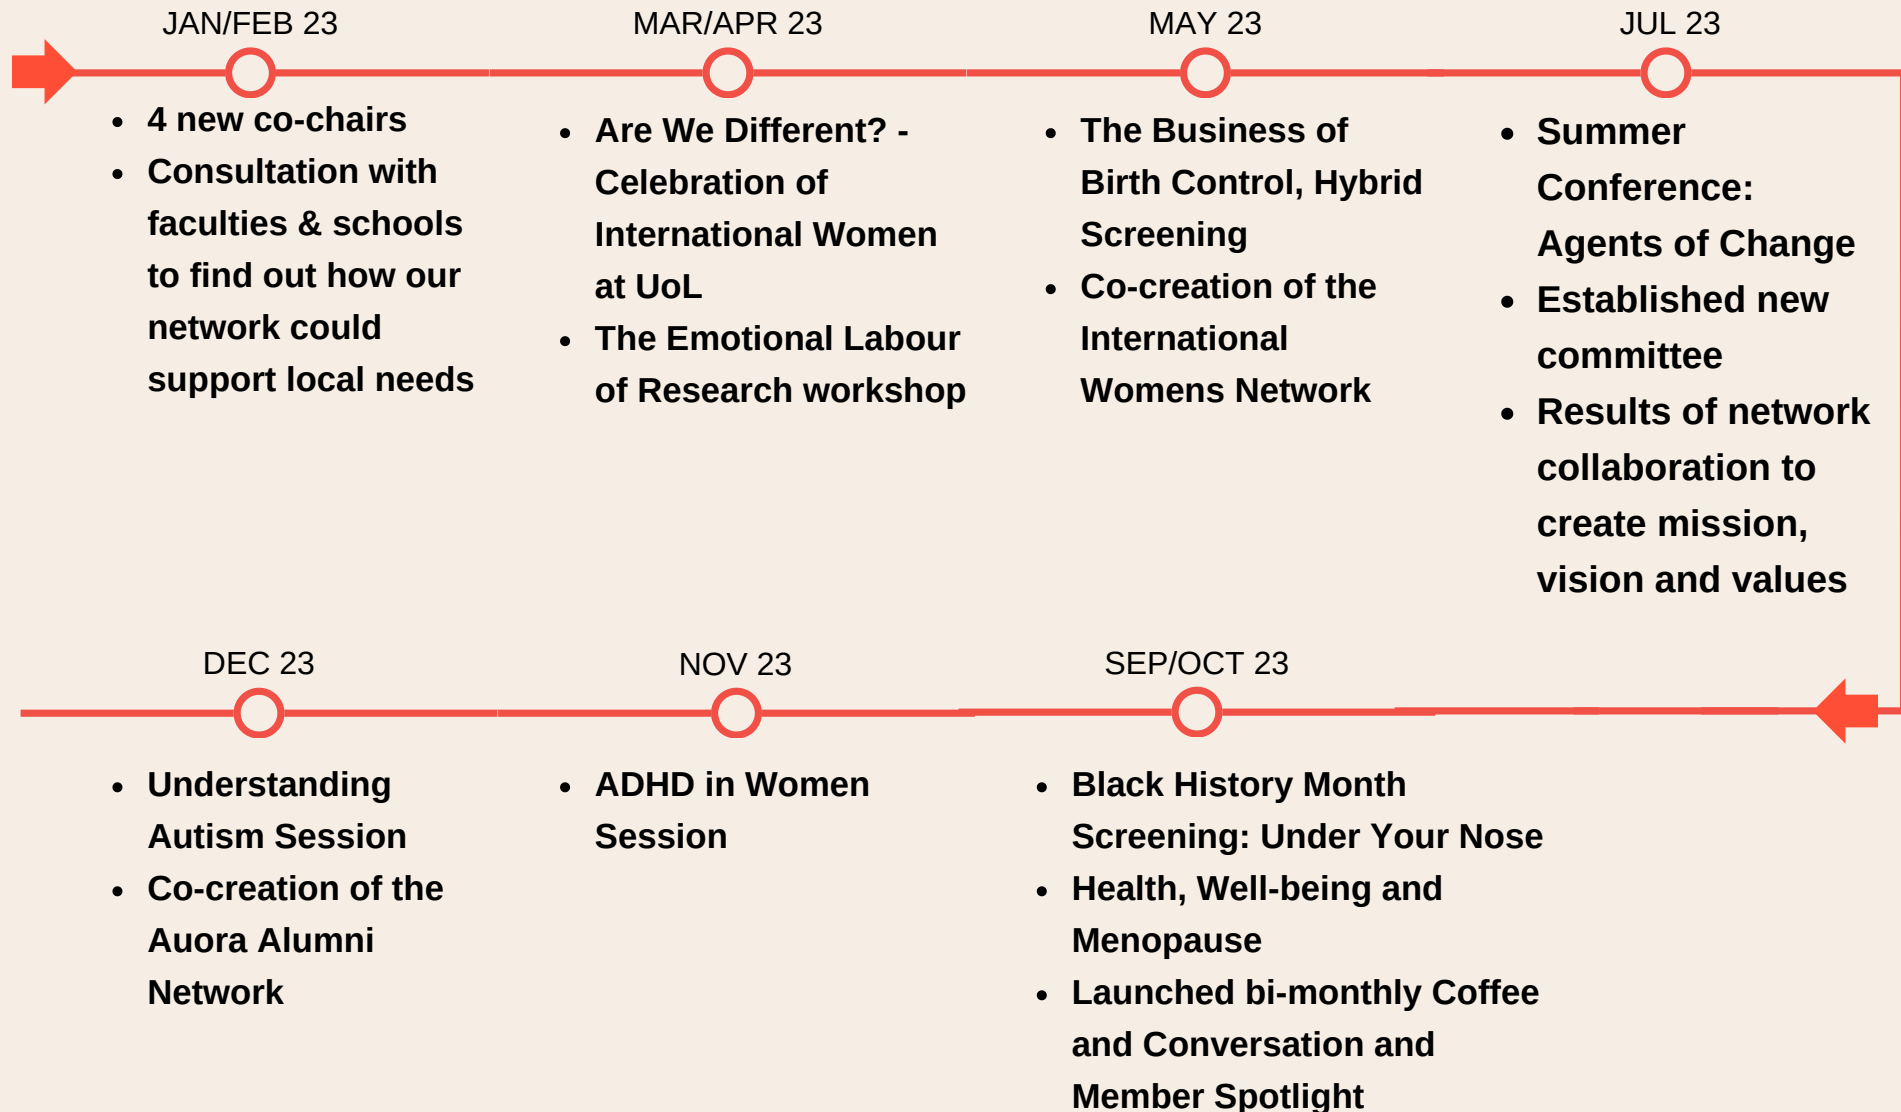 JAN/FEB 23
• 4 new co-chairs
• Consultation with
faculties & schools
to find out how our
network could
support local needs
MAR/APR 23
• Are We Different? -
Celebration of
International Women
at UoL
• The Emotional Labour
of Research workshop
MAY 23
• The Business of
Birth Control, Hybrid
Screening
• Co-creation of the
International
Womens Network
JUL 23
• Summer
Conference:
Agents of Change
• Established new
committee
• Results of network
collaboration to
create mission,
vision and values
SEP/OCT 23
• Black History Month
Screening: Under Your Nose
• Health, Well-being and
Menopause
• Launched bi-monthly Coffee
and Conversation and
Member Spotlight
NOV 23
• ADHD in Women
Session
DEC 23
• Understanding
Autism Session
• Co-creation of the
Auora Alumni
Network